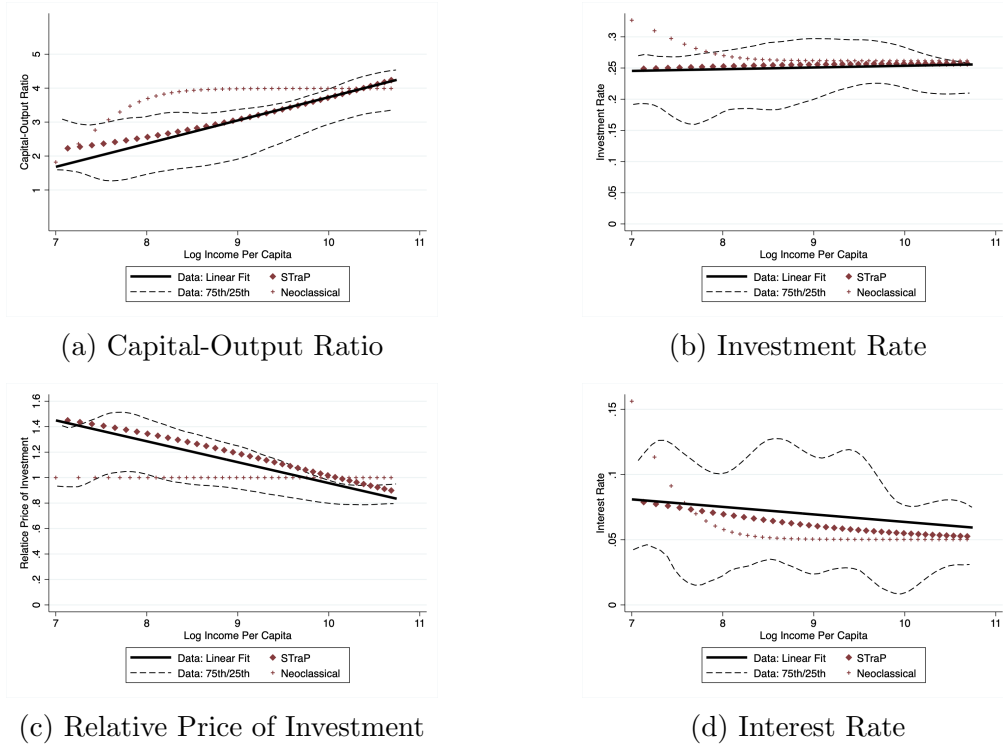 Capital-Output Ratio
5
4
3
2
1
7 8 9 10 11
Log Income Per Capita
Data: Linear Fit STraP
Data: 75th/25th Neoclassical
(a) Capital-Output Ratio
Investment Rate
.3
.25
.2
.15
.1
.05
0
7 8 9 10 11
Log Income Per Capita
Data: Linear Fit STraP
Data: 75th/25th Neoclassical
(b) Investment Rate
Relative Price of Investment
1.6
1.4
1.2
1
.8
.6
.4
.2
0
7 8 9 10 11
Log Income Per Capita
Data: Linear Fit STraP
Data: 75th/25th Neoclassical
(c) Relative Price of Investment
Interest Rate
.15
.1
.05
0
7 8 9 10 11
Log Income Per Capita
Data: Linear Fit STraP
Data: 75th/25th Neoclassical
(d) Interest Rate